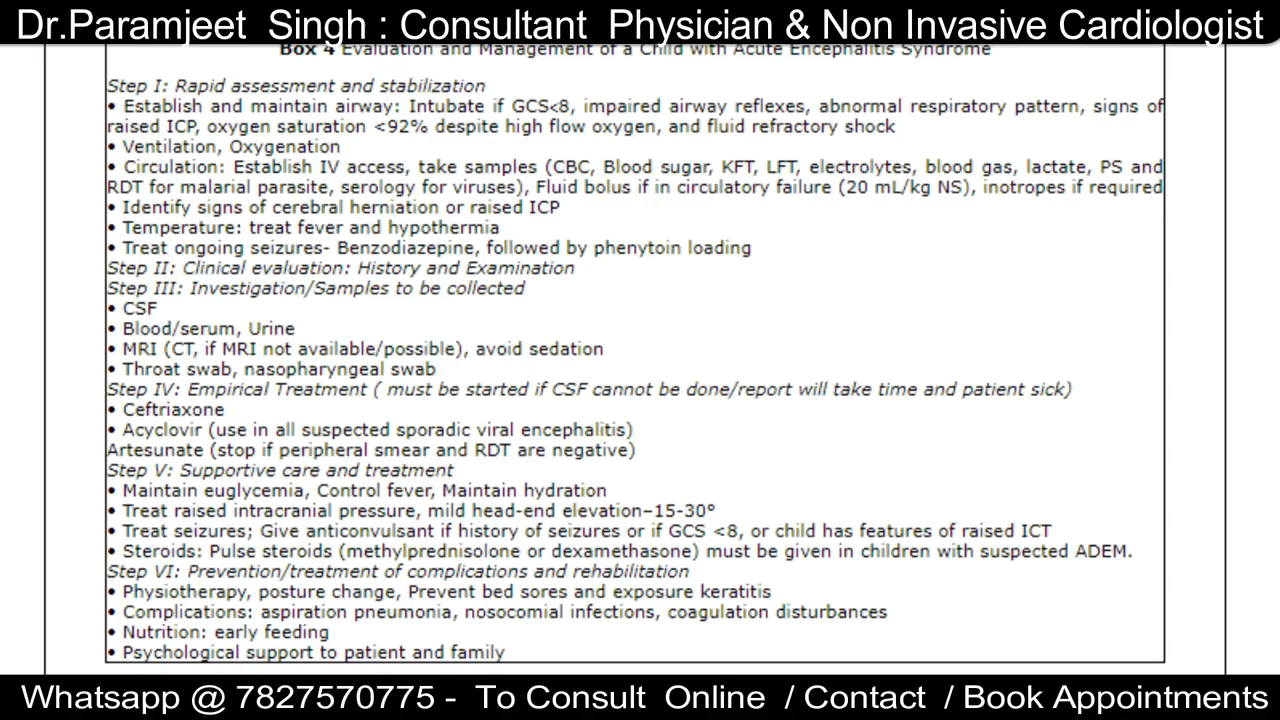 Dr.Paramjeet Singh : Consultant Physician & Non Invasive Cardiologist
Box 4 Evaluation and Management of a Child with Acute Encephalitis Syndrome
Step I: Rapid assessment and stabilization
• Establish and maintain airway: Intubate if GCS<8, impaired airway reflexes, abnormal respiratory pattern, signs of
raised ICP, oxygen saturation <92% despite high flow oxygen, and fluid refractory shock
• Ventilation, Oxygenation
• Circulation: Establish IV access, take samples (CBC, Blood sugar, KFT, LFT, electrolytes, blood gas, lactate, PS and
RDT for malarial parasite, serology for viruses), Fluid bolus if in circulatory failure (20 mL/kg NS), inotropes if required
• Identify signs of cerebral herniation or raised ICP
• Temperature: treat fever and hypothermia
• Treat ongoing seizures- Benzodiazepine, followed by phenytoin loading
Step II: Clinical evaluation: History and Examination
Step III: Investigation/Samples to be collected
• CSF
• Blood/serum, Urine
• MRI (CT, if MRI not available/possible), avoid sedation
• Throat swab, nasopharyngeal swab
Step IV: Empirical Treatment ( must be started if CSF cannot be done/report will take time and patient sick)
• Ceftriaxone
• Acyclovir (use in all suspected sporadic viral encephalitis)
Artesunate (stop if peripheral smear and RDT are negative)
Step V: Supportive care and treatment
• Maintain euglycemia, Control fever, Maintain hydration
• Treat raised intracranial pressure, mild head-end elevation–15-30°
• Treat seizures; Give anticonvulsant if history of seizures or if GCS <8, or child has features of raised ICT
• Steroids: Pulse steroids (methylprednisolone or dexamethasone) must be given in children with suspected ADEM.
Step VI: Prevention/treatment of complications and rehabilitation
• Physiotherapy, posture change, Prevent bed sores and exposure keratitis
• Complications: aspiration pneumonia, nosocomial infections, coagulation disturbances
• Nutrition: early feeding
• Psychological support to patient and family
Whatsapp @ 7827570775 - To Consult Online / Contact / Book Appointments